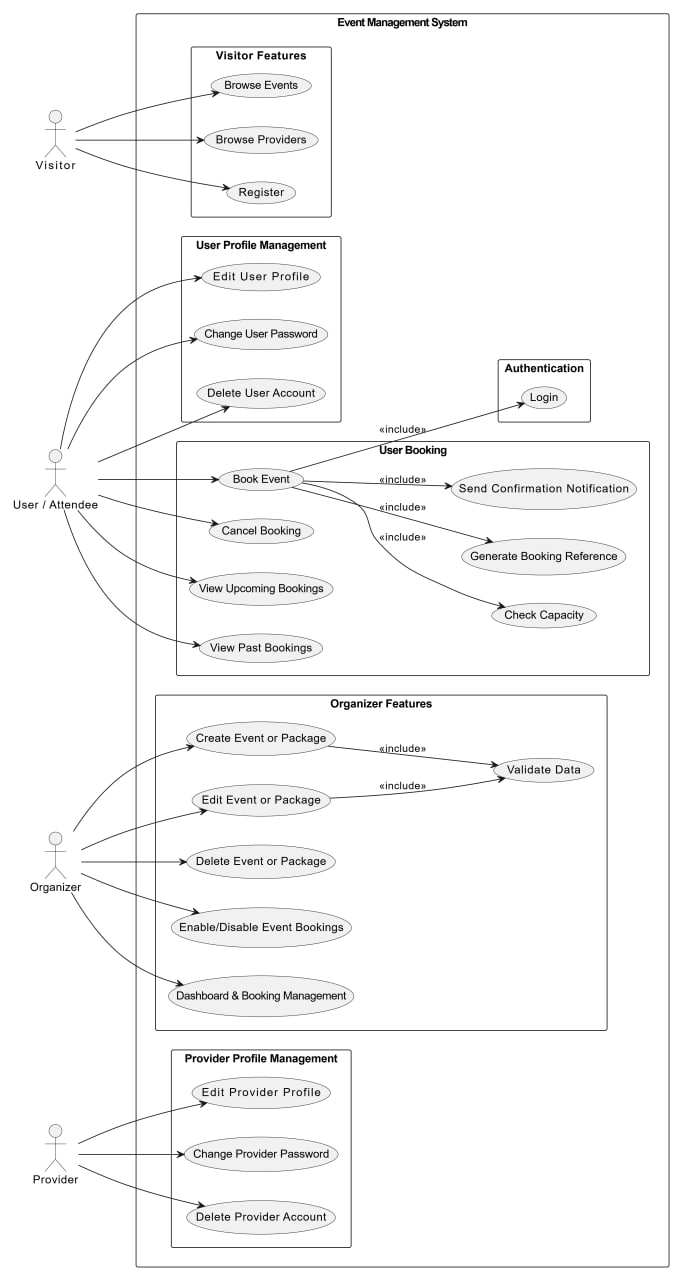 Event Management System
Visitor Features
Browse Events
Browse Providers
Register
Visitor
User Profile Management
Edit User Profile
Change User Password
Delete User Account
Authentication
Login
«include»
User Booking
User / Attendee
Book Event
«include»
Send Confirmation Notification
«include»
Cancel Booking
«include»
Generate Booking Reference
View Upcoming Bookings
Check Capacity
View Past Bookings
Organizer Features
Create Event or Package
«include»
Validate Data
Edit Event or Package
«include»
Organizer
Delete Event or Package
Enable/Disable Event Bookings
Dashboard & Booking Management
Provider Profile Management
Edit Provider Profile
Provider
Change Provider Password
Delete Provider Account